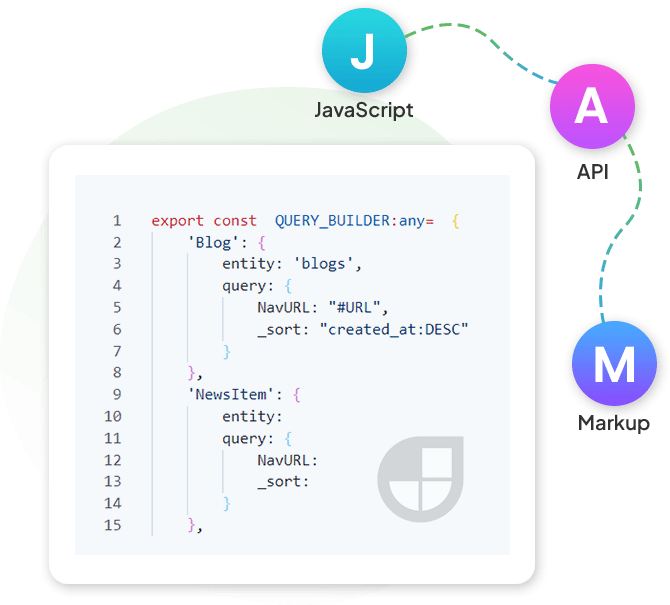 J
JavaScript
A
API
M
Markup
1 export const QUERY_BUILDER:any= {
2 'Blog': {
3 entity: 'blogs',
4 query: {
5 NavURL: "#URL",
6 _sort: "created_at:DESC"
7 }
8 },
9 'NewsItem': {
10 entity:
11 query: {
12 NavURL:
13 _sort:
14 }
15 },